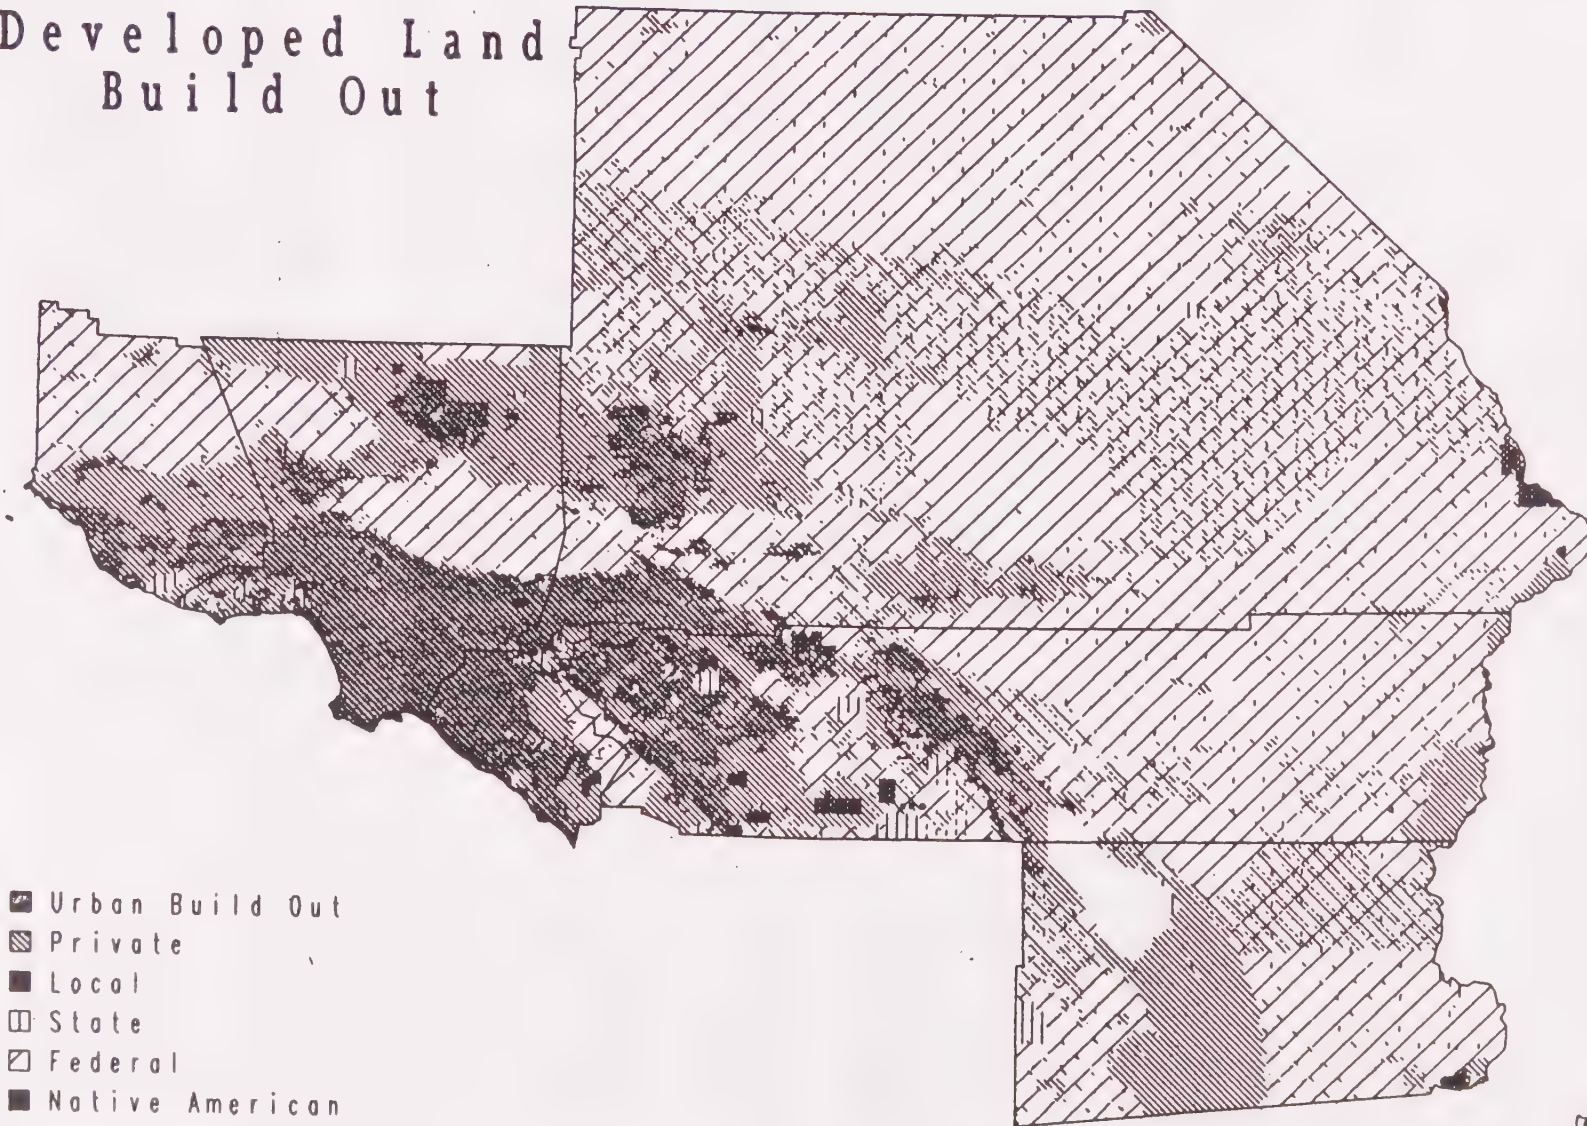 Developed Land
Build Out
Urban Build Out
Private
Local
State
Federal
Native American